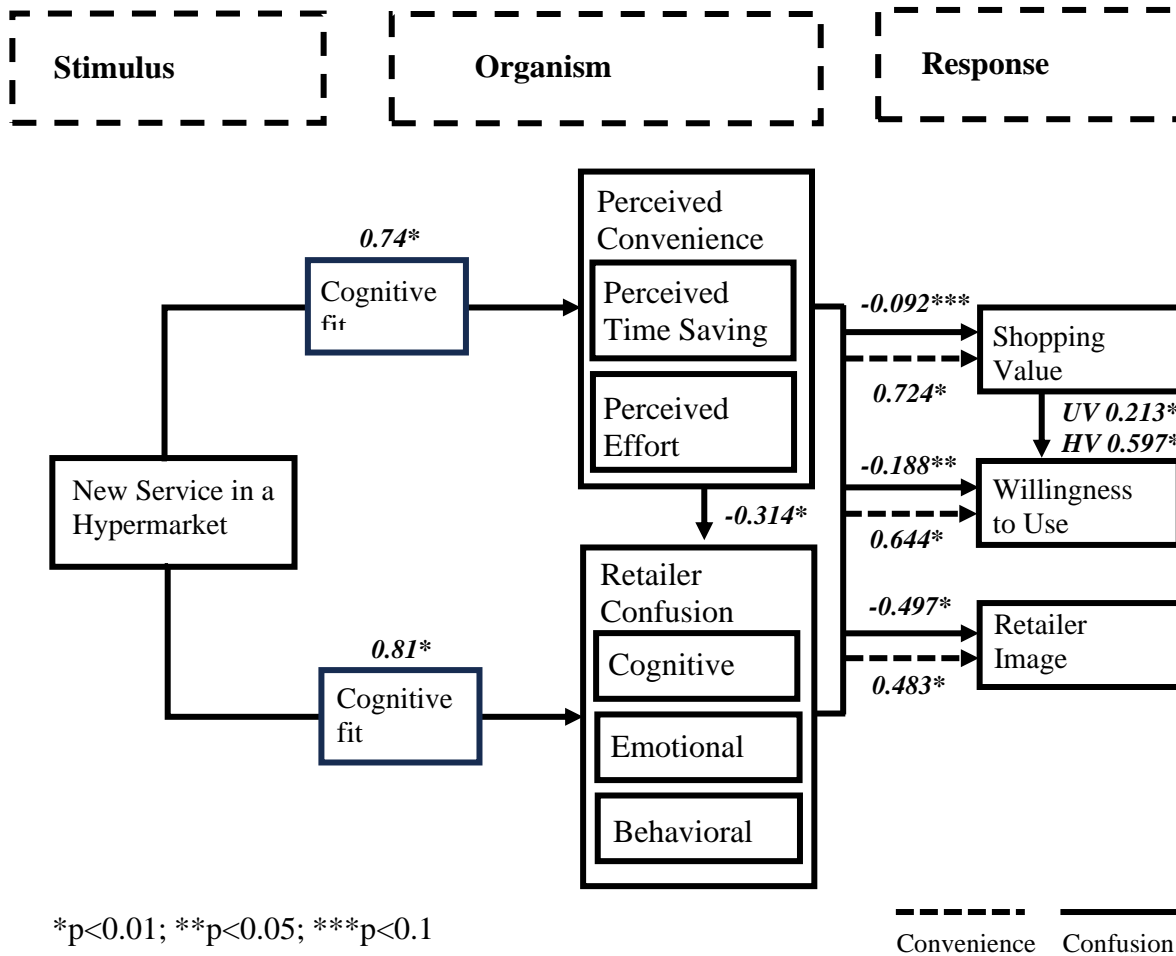 Stimulus
Organism
Response
Perceived
Convenience
0.74*
Cognitive
fit
Perceived
Time Saving
-0.092***
Shopping
Value
0.724*
Perceived
Effort
UV 0.213*
HV 0.597*
-0.188**
New Service in a
Hypermarket
Willingness
to Use
-0.314*
0.644*
Retailer
Confusion
-0.497*
Retailer
Image
0.81*
Cognitive
0.483*
Cognitive
fit
Emotional
Behavioral
*p<0.01; **p<0.05; ***p<0.1
Convenience Confusion